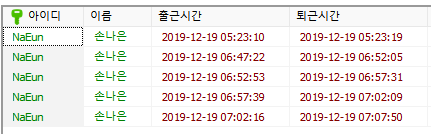 아이디 이름 출근시간 퇴근시간
NaEun 손나은 2019-12-19 05:23:10 2019-12-19 05:23:19
NaEun 손나은 2019-12-19 06:47:22 2019-12-19 06:52:05
NaEun 손나은 2019-12-19 06:52:53 2019-12-19 06:57:31
NaEun 손나은 2019-12-19 06:57:39 2019-12-19 07:02:09
NaEun 손나은 2019-12-19 07:02:16 2019-12-19 07:07:50